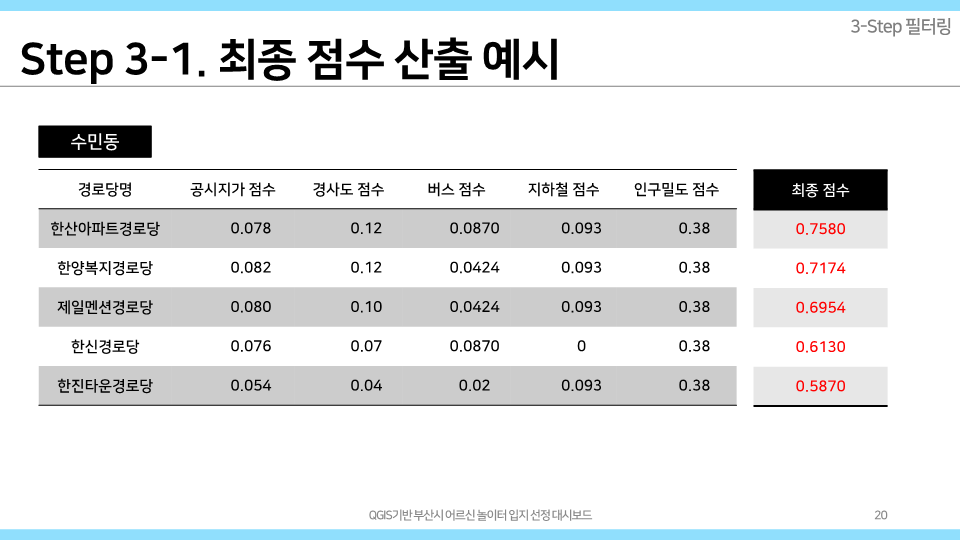 3-Step 필터링
Step 3-1. 최종 점수 산출 예시
수민동
경로당명 공시지가 점수 경사도 점수 버스 점수 지하철 점수 인구밀도 점수 최종 점수
한산아파트경로당 0.078 0.12 0.0870 0.093 0.38 0.7580
한양복지경로당 0.082 0.12 0.0424 0.093 0.38 0.7174
제일멘션경로당 0.080 0.10 0.0424 0.093 0.38 0.6954
한신경로당 0.076 0.07 0.0870 0 0.38 0.6130
한진타운경로당 0.054 0.04 0.02 0.093 0.38 0.5870
QGIS기반 부산시 어르신 놀이터 입지 선정 대시보드 20